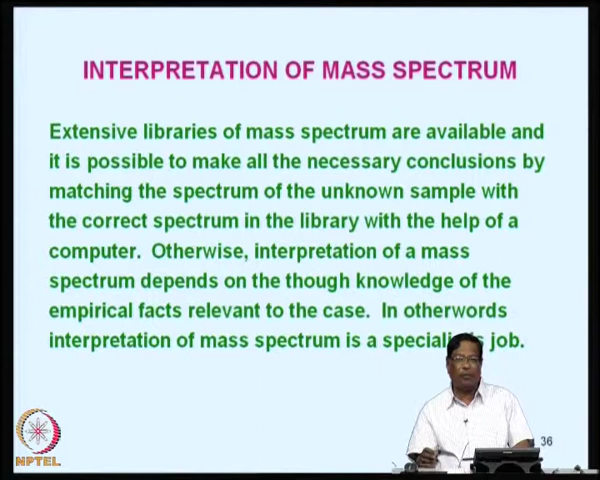 INTERPRETATION OF MASS SPECTRUM
Extensive libraries of mass spectrum are available and
it is possible to make all the necessary conclusions by
matching the spectrum of the unknown sample with
the correct spectrum in the library with the help of a
computer. Otherwise, interpretation of a mass
spectrum depends on the though knowledge of the
empirical facts relevant to the case. In otherwords
interpretation of mass spectrum is a specialist's job.
36
NPTEL